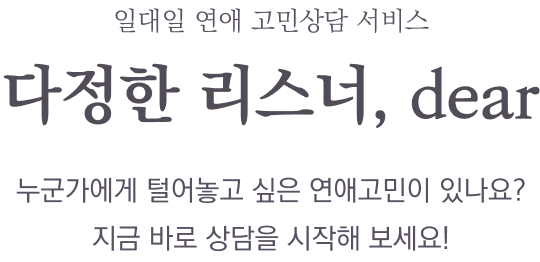 일대일 연애 고민상담 서비스
다정한 리스너, dear
누군가에게 털어놓고 싶은 연애고민이 있나요?
지금 바로 상담을 시작해 보세요!